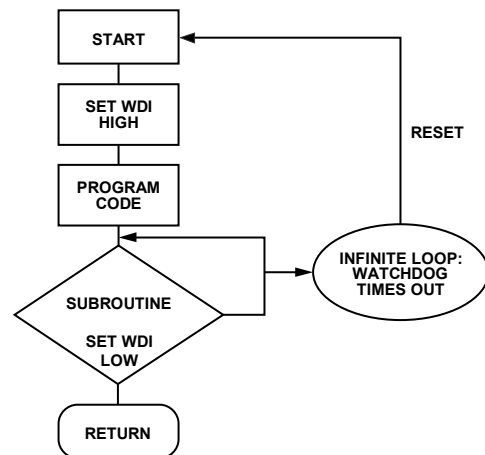 START
SET WDI
HIGH
RESET
PROGRAM
CODE
INFINITE LOOP:
WATCHDOG
TIMES OUT
SUBROUTINE
SET WDI
LOW
RETURN